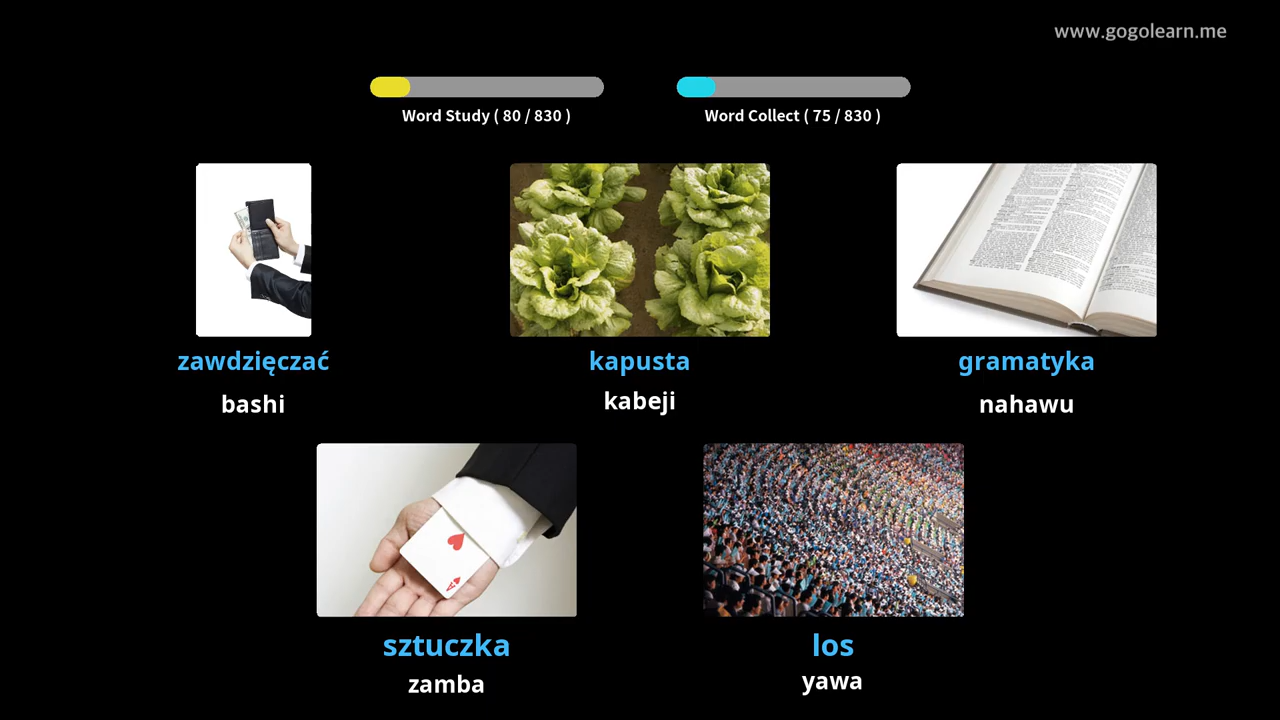 www.gogolearn.me
Word Study ( 80 / 830 )
Word Collect ( 75 / 830 )
zawdzięczać
bashi
kapusta
kabeji
gramatyka
nahawu
sztuczka
zamba
los
yawa